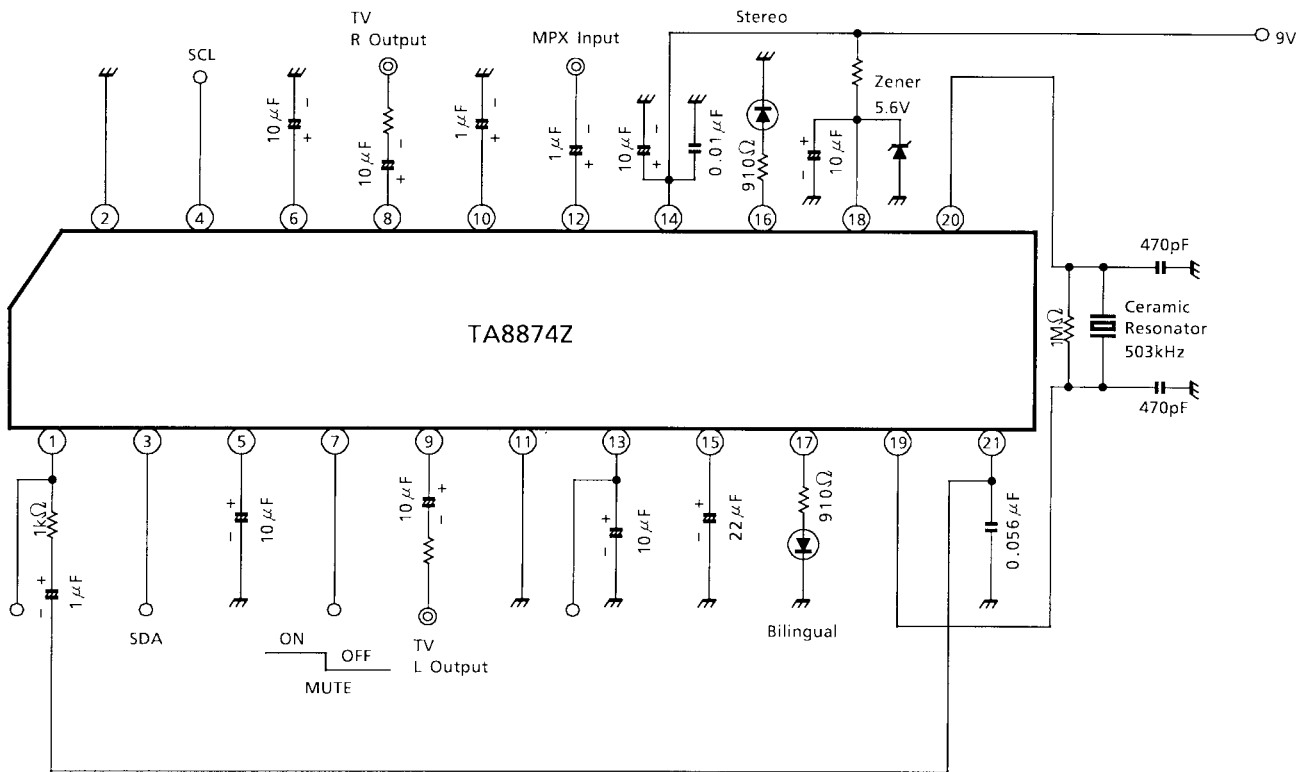 TV
R Output
SCL
MPX Input
Stereo
9V
10μF
- +
10μF
- +
1μF
- +
1μF
- +
10μF
- +
0.01μF
910Ω
+ -
10μF
Zener
5.6V
2
4
6
8
10
12
14
16
18
20
470pF
1MΩ
Ceramic
Resonator
503kHz
470pF
TA8874Z
1
3
5
7
9
11
13
15
17
19
21
1kΩ
+ -
1μF
SDA
+ -
10μF
ON
OFF
MUTE
10μF
+ -
TV
L Output
+ -
10μF
+ -
22μF
910Ω
Bilingual
0.056μF